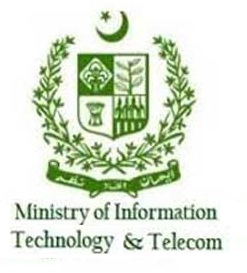 Ministry of Information
Technology & Telecom